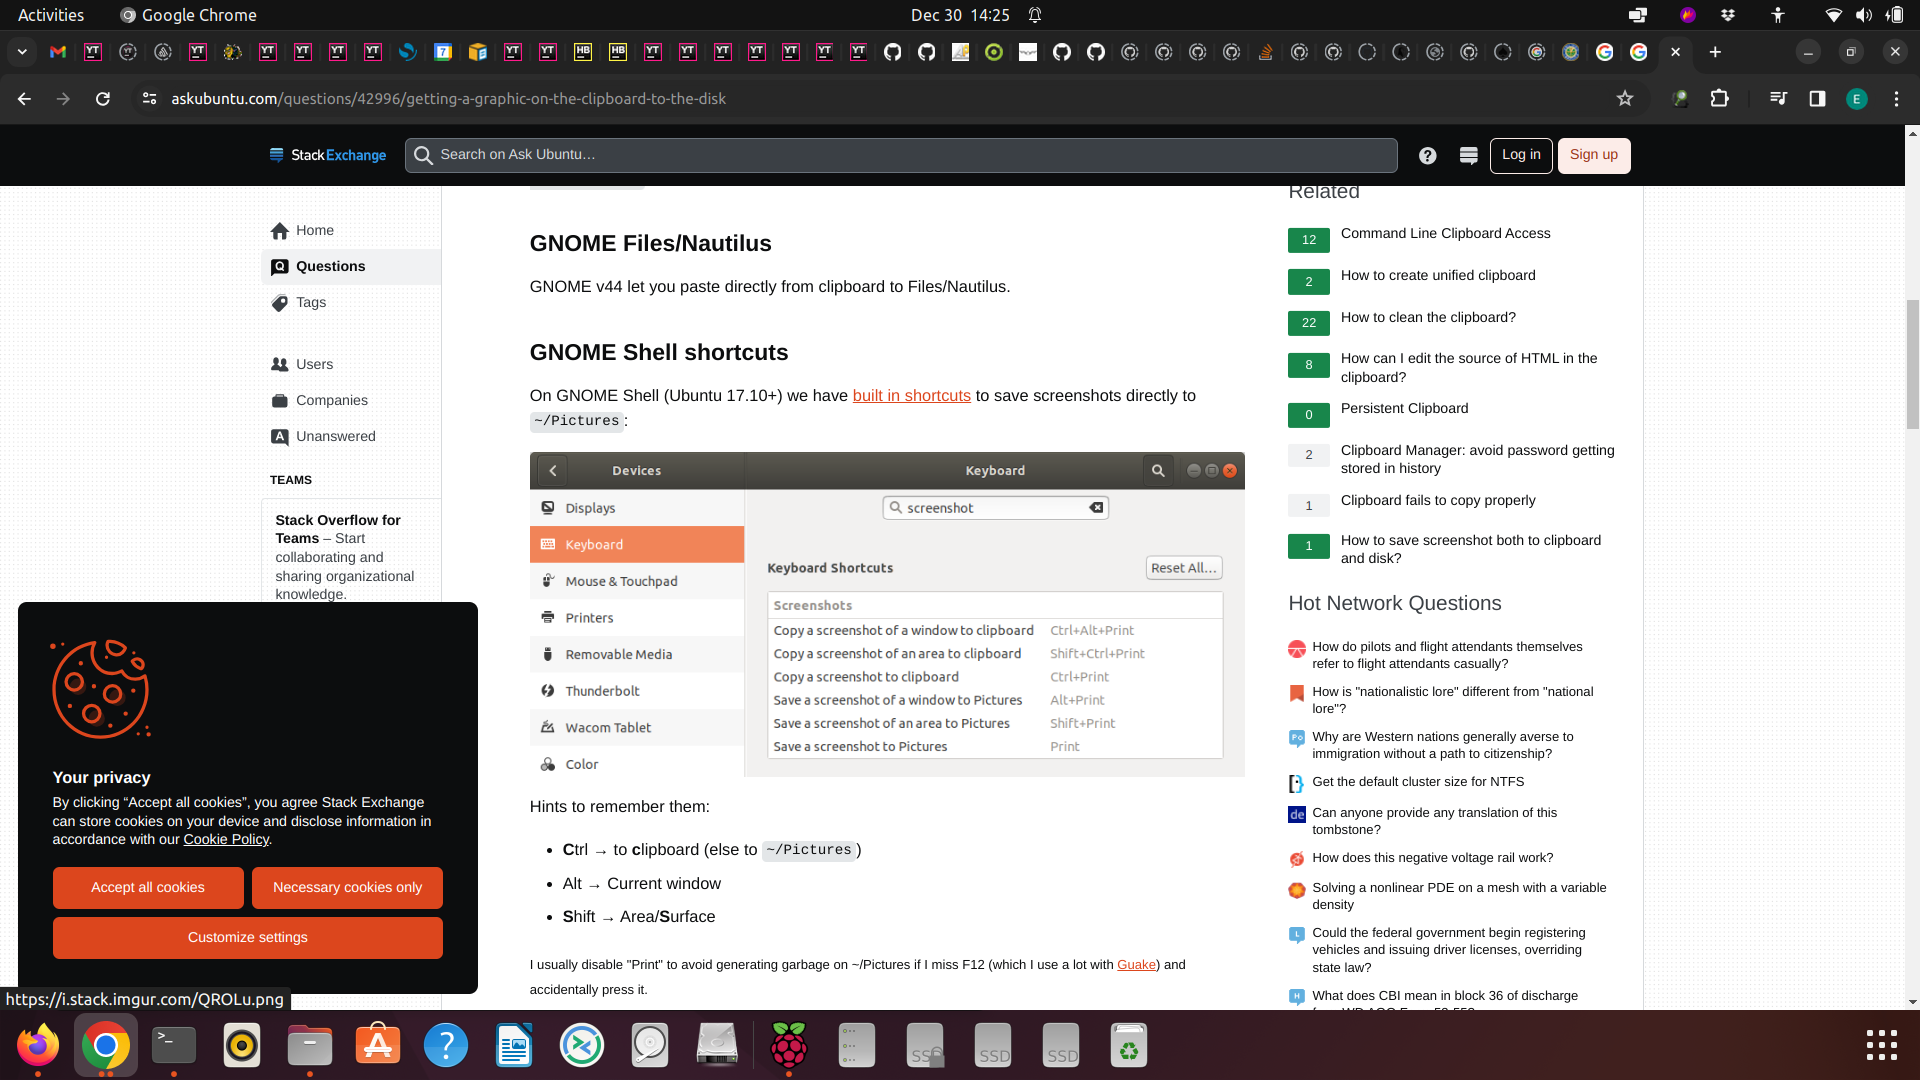 Activities
Google Chrome
Dec 30 14:25
askubuntu.com/questions/42996/getting-a-graphic-on-the-clipboard-to-the-disk
E
StackExchange
Search on Ask Ubuntu…
Log in
Sign up
Home
Questions
Tags
Users
Companies
Unanswered
TEAMS
Stack Overflow for
Teams – Start
collaborating and
sharing organizational
knowledge.
GNOME Files/Nautilus
GNOME v44 let you paste directly from clipboard to Files/Nautilus.
GNOME Shell shortcuts
On GNOME Shell (Ubuntu 17.10+) we have built in shortcuts to save screenshots directly to
~/Pictures:
Devices
Keyboard
Displays
Keyboard
Mouse & Touchpad
Printers
Removable Media
Thunderbolt
Wacom Tablet
Color
screenshot
Keyboard Shortcuts
Reset All…
Screenshots
Copy a screenshot of a window to clipboard Ctrl+Alt+Print
Copy a screenshot of an area to clipboard Shift+Ctrl+Print
Copy a screenshot to clipboard Ctrl+Print
Save a screenshot of a window to Pictures Alt+Print
Save a screenshot of an area to Pictures Shift+Print
Save a screenshot to Pictures Print
Hints to remember them:
• Ctrl → to clipboard (else to ~/Pictures)
• Alt → Current window
• Shift → Area/Surface
I usually disable "Print" to avoid generating garbage on ~/Pictures if I miss F12 (which I use a lot with Guake) and
accidentally press it.
Related
12 Command Line Clipboard Access
2 How to create unified clipboard
22 How to clean the clipboard?
8 How can I edit the source of HTML in the
clipboard?
0 Persistent Clipboard
2 Clipboard Manager: avoid password getting
stored in history
1 Clipboard fails to copy properly
1 How to save screenshot both to clipboard
and disk?
Hot Network Questions
How do pilots and flight attendants themselves
refer to flight attendants casually?
How is "nationalistic lore" different from "national
lore"?
Why are Western nations generally averse to
immigration without a path to citizenship?
Get the default cluster size for NTFS
Can anyone provide any translation of this
tombstone?
How does this negative voltage rail work?
Solving a nonlinear PDE on a mesh with a variable
density
Could the federal government begin registering
vehicles and issuing driver licenses, overriding
state law?
What does CBI mean in block 36 of discharge
Your privacy
By clicking “Accept all cookies”, you agree Stack Exchange
can store cookies on your device and disclose information in
accordance with our Cookie Policy.
Accept all cookies
Necessary cookies only
Customize settings
https://i.stack.imgur.com/QROLu.png
SSD
SSD